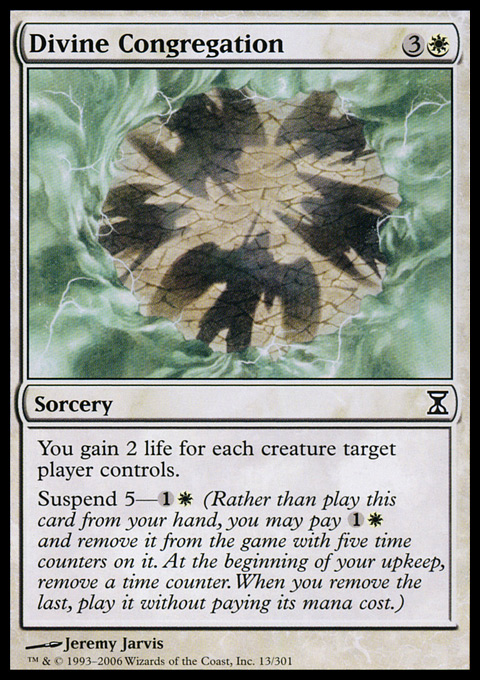 Divine Congregation 3
Sorcery
You gain 2 life for each creature target
player controls.
Suspend 5—1 (Rather than play this
card from your hand, you may pay 1
and remove it from the game with five time
counters on it. At the beginning of your upkeep,
remove a time counter. When you remove the
last, play it without paying its mana cost.)
Jeremy Jarvis
™ & © 1993–2006 Wizards of the Coast, Inc. 13/301